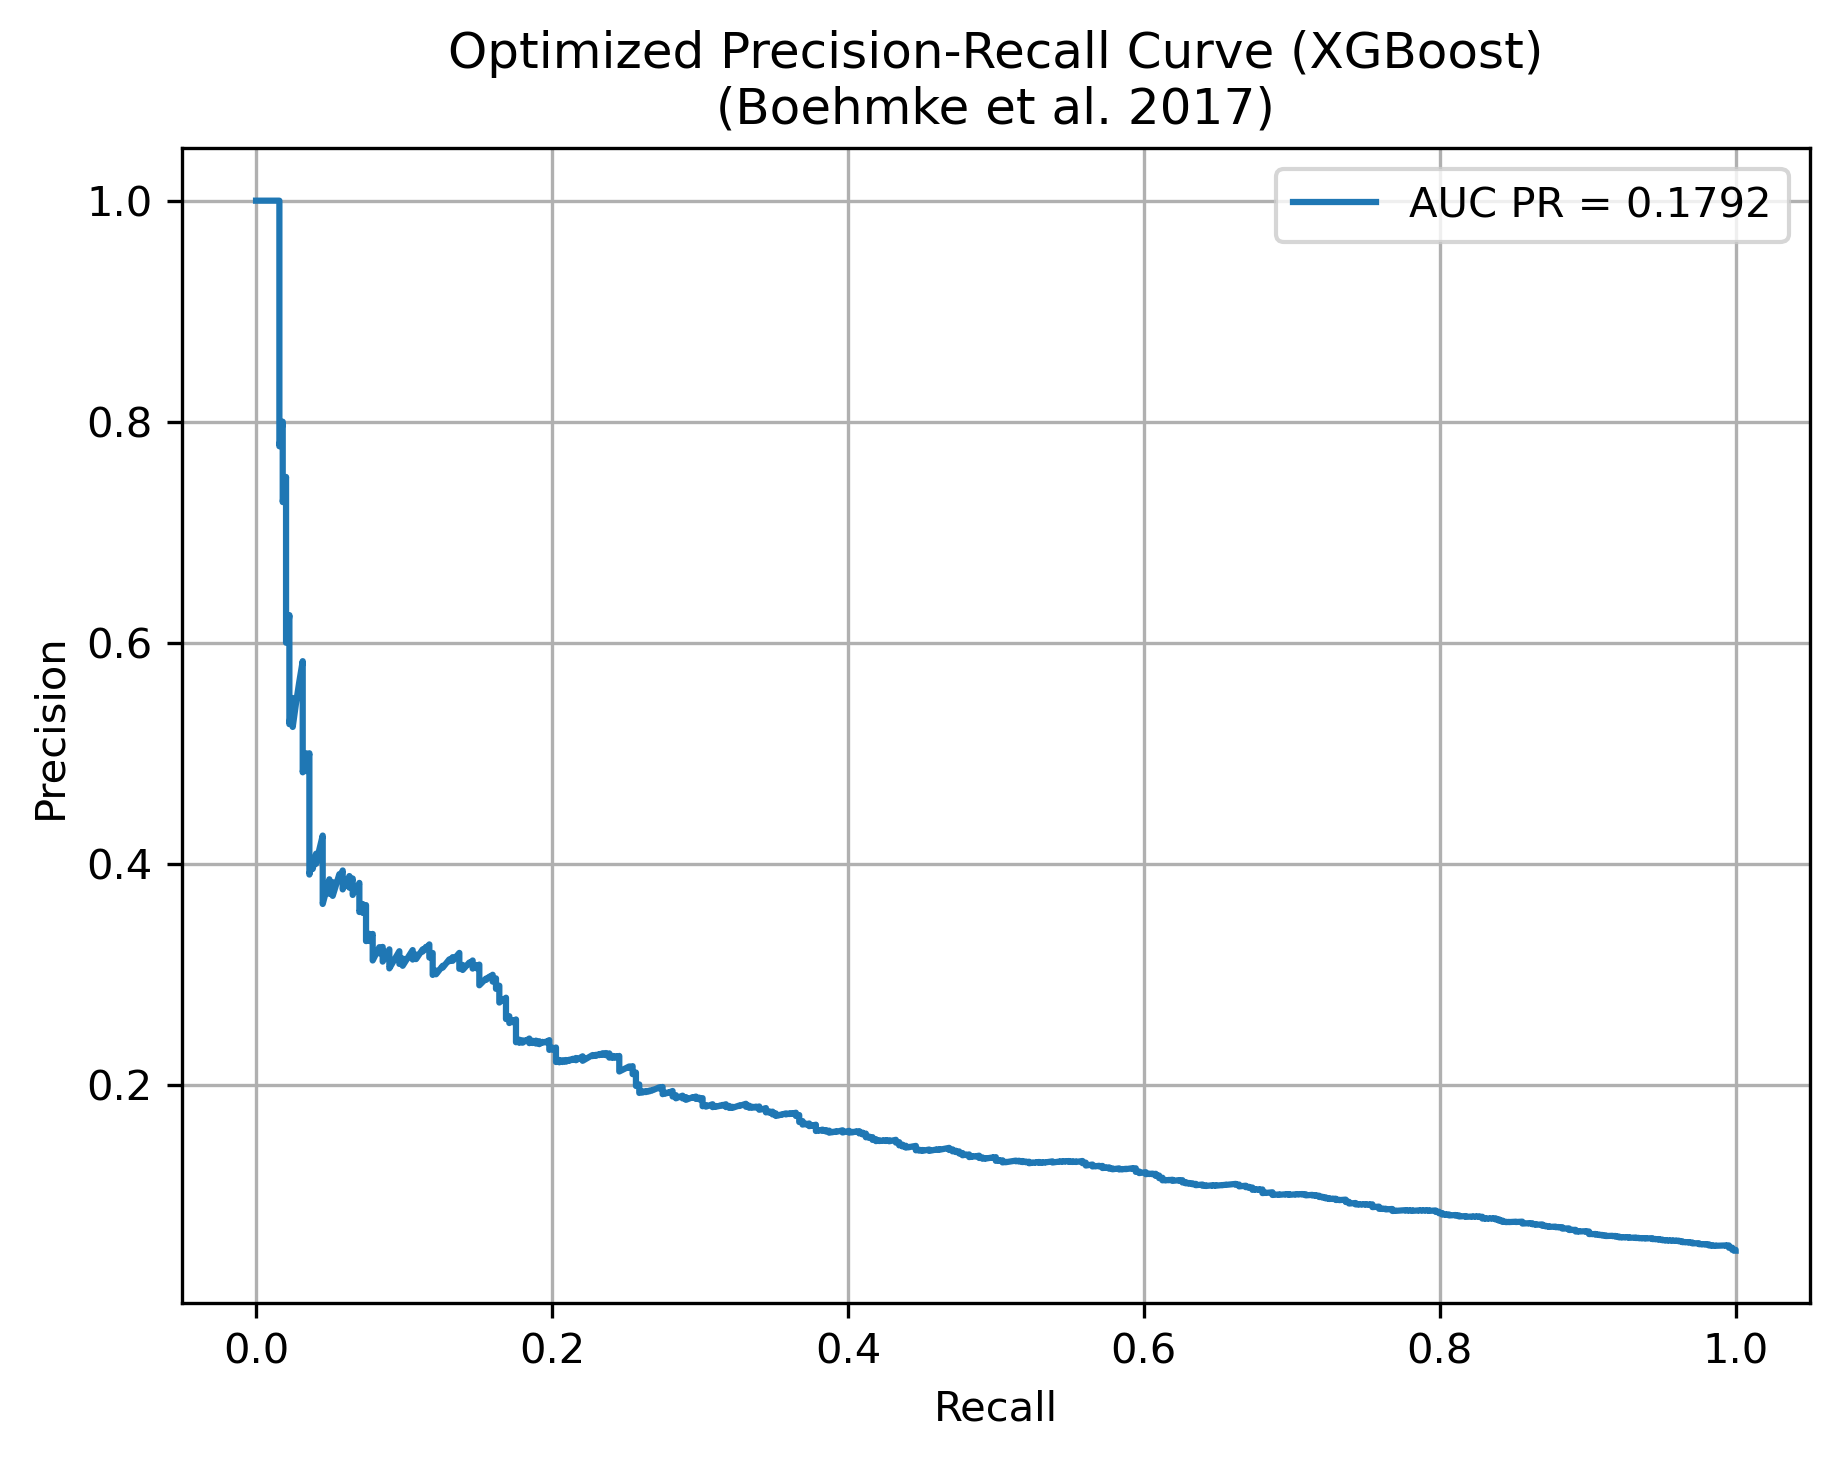 Optimized Precision-Recall Curve (XGBoost)
(Boehmke et al. 2017)
AUC PR = 0.1792
1.0
0.8
0.6
0.4
0.2
Precision
0.0
0.2
0.4
0.6
0.8
1.0
Recall